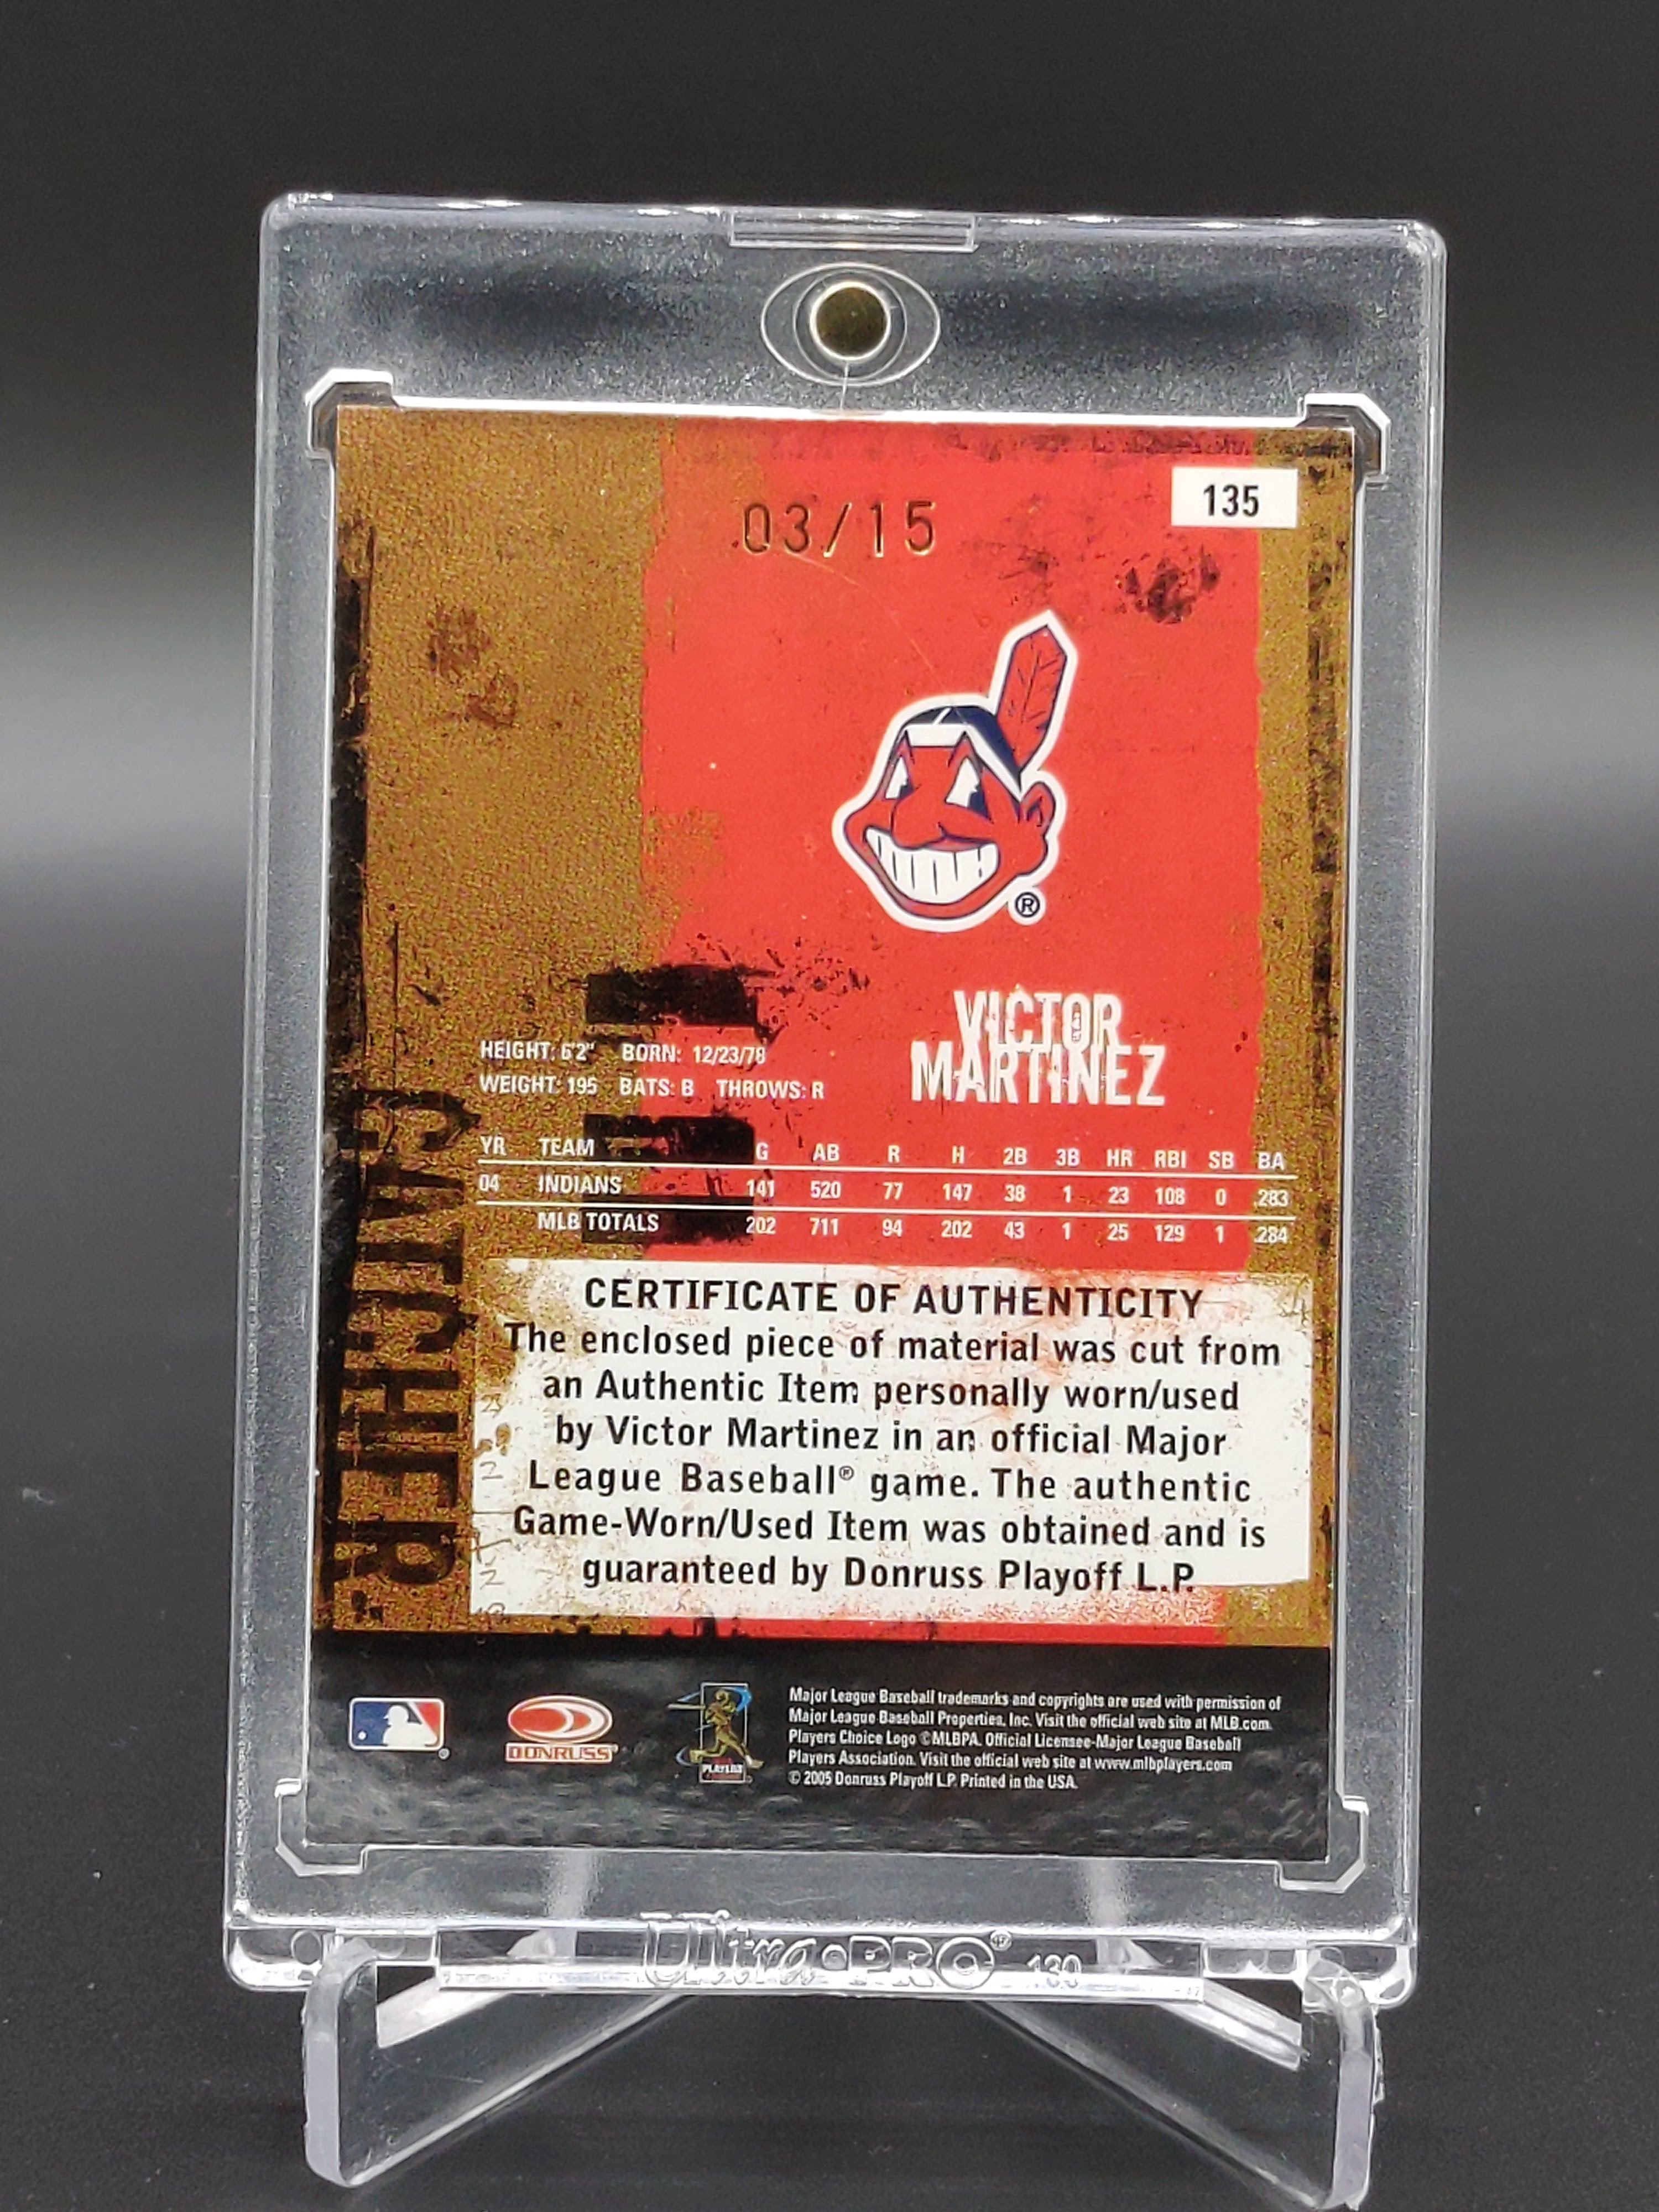 135
03/15
VICTOR
MARTINEZ
HEIGHT: 6'2" BORN: 12/23/78
WEIGHT: 195 BATS: B THROWS: R
YR TEAM G AB R H 2B 3B HR RBI SB BA
04 INDIANS 141 520 77 147 38 1 23 108 0 .283
MLB TOTALS 202 711 94 202 43 1 25 129 1 .284
CATCHER
CERTIFICATE OF AUTHENTICITY
The enclosed piece of material was cut from
an Authentic Item personally worn/used
by Victor Martinez in an official Major
League Baseball® game. The authentic
Game-Worn/Used Item was obtained and is
guaranteed by Donruss Playoff L.P.
DONRUSS
PLAYERS
Major League Baseball trademarks and copyrights are used with permission of
Major League Baseball Properties, Inc. Visit the official web site at MLB.com.
Players Choice Logo ©MLBPA. Official Licensee-Major League Baseball
Players Association. Visit the official web site at www.mlbplayers.com
© 2005 Donruss Playoff L.P. Printed in the USA.
Ultra•PRO® 130